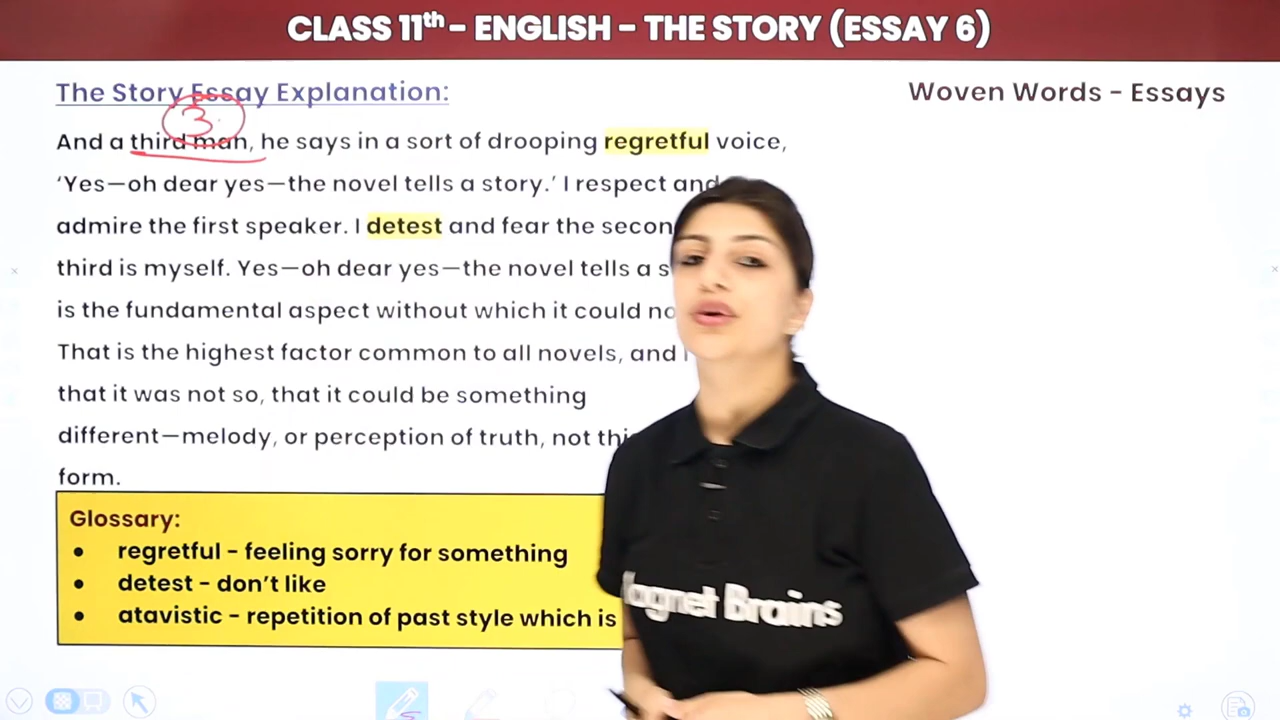 CLASS 11th - ENGLISH - THE STORY (ESSAY 6)
The Story Essay Explanation:
Woven Words - Essays
3
And a third man, he says in a sort of drooping regretful voice,
‘Yes—oh dear yes—the novel tells a story.’ I respect and
admire the first speaker. I detest and fear the
third is myself. Yes—oh dear yes—the novel tells a
is the fundamental aspect without which it could
That is the highest factor common to all novels, and
that it was not so, that it could be something
different—melody, or perception of truth, not
form.
Glossary:
• regretful - feeling sorry for something
• detest - don’t like
• atavistic - repetition of past style which is
Magnet Brains